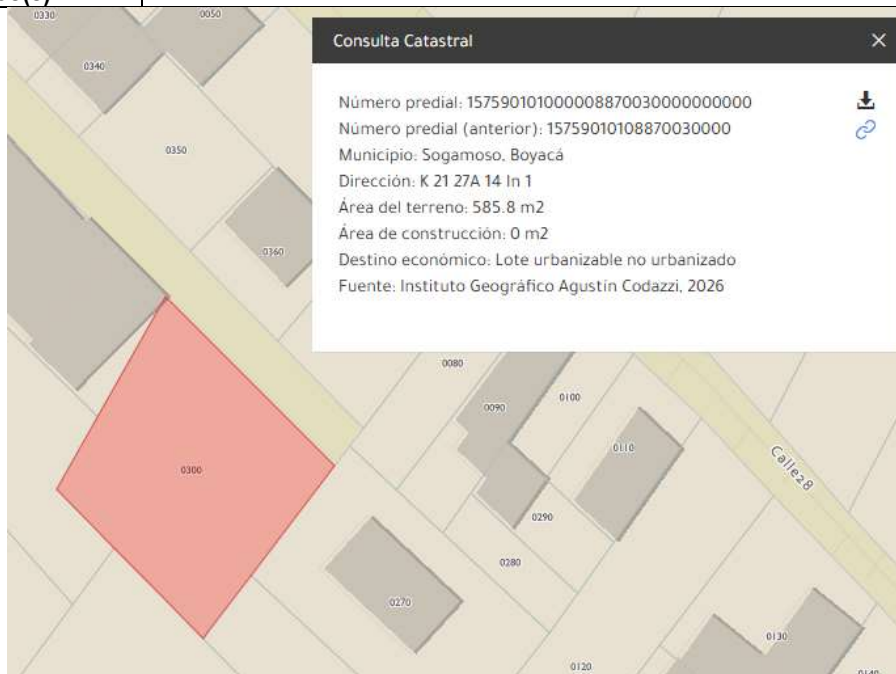 0330
0050
0340
0350
0360
Consulta Catastral
Número predial: 157590101000008870030000000000
Número predial (anterior): 15759010108870030000
Municipio: Sogamoso, Boyacá
Dirección: K 21 27A 14 In 1
Área del terreno: 585.8 m2
Área de construcción: 0 m2
Destino económico: Lote urbanizable no urbanizado
Fuente: Instituto Geográfico Agustín Codazzi, 2026
0080
0090
0100
0110
Calle28
0300
0290
0280
0270
0130
0120